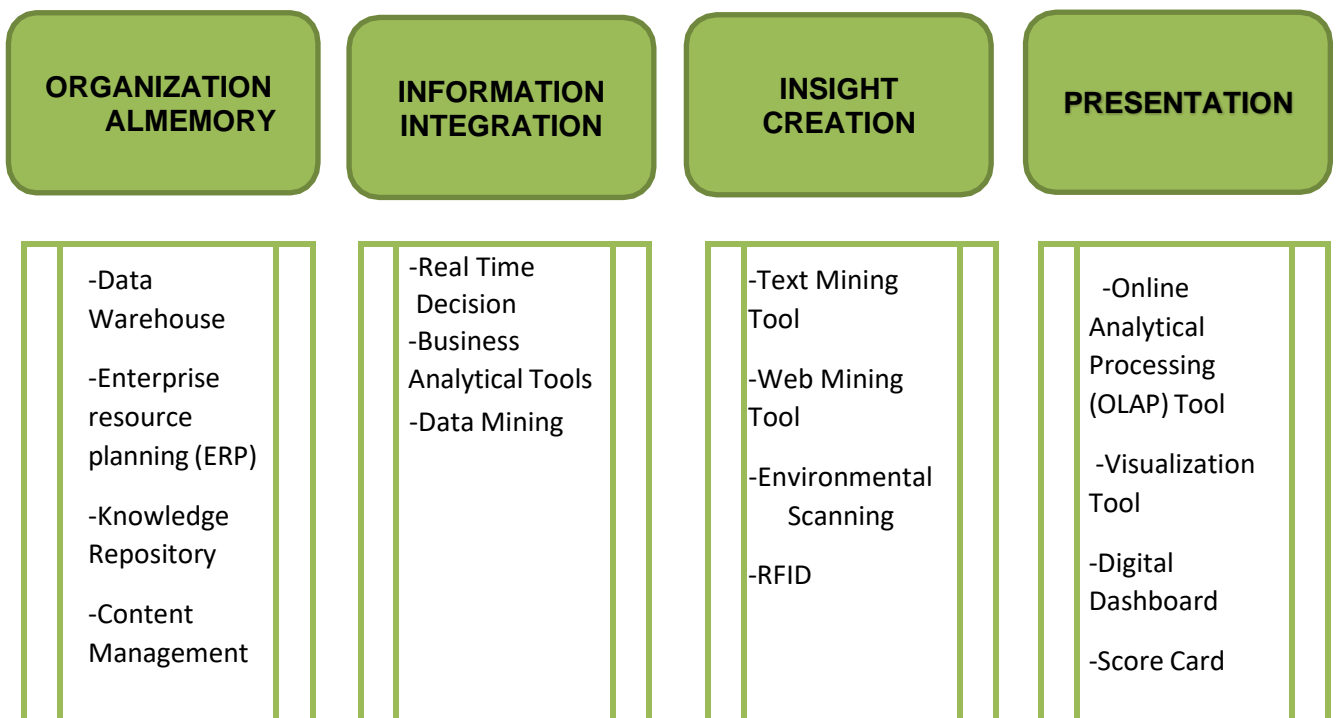 ORGANIZATION
ALMEMORY
INFORMATION
INTEGRATION
INSIGHT
CREATION
PRESENTATION
-Data
Warehouse
-Enterprise
resource
planning (ERP)
-Knowledge
Repository
-Content
Management
-Real Time
Decision
-Business
Analytical Tools
-Data Mining
-Text Mining
Tool
-Web Mining
Tool
-Environmental
Scanning
-RFID
-Online
Analytical
Processing
(OLAP) Tool
-Visualization
Tool
-Digital
Dashboard
-Score Card